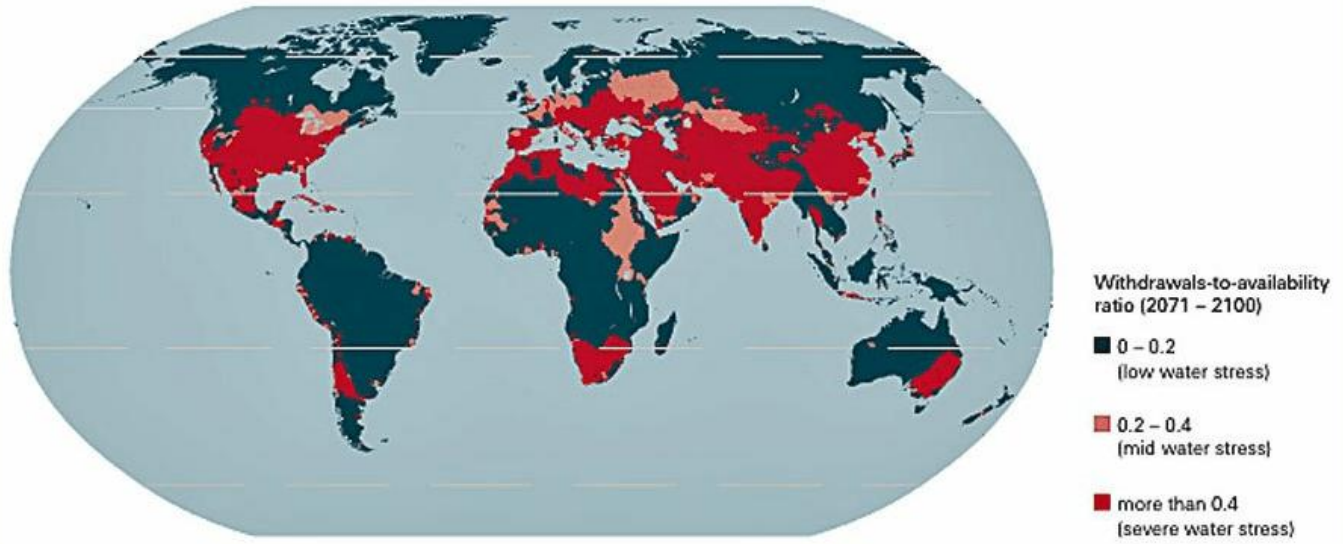 Withdrawals-to-availability
ratio (2071 – 2100)
0 – 0.2
(low water stress)
0.2 – 0.4
(mid water stress)
more than 0.4
(severe water stress)